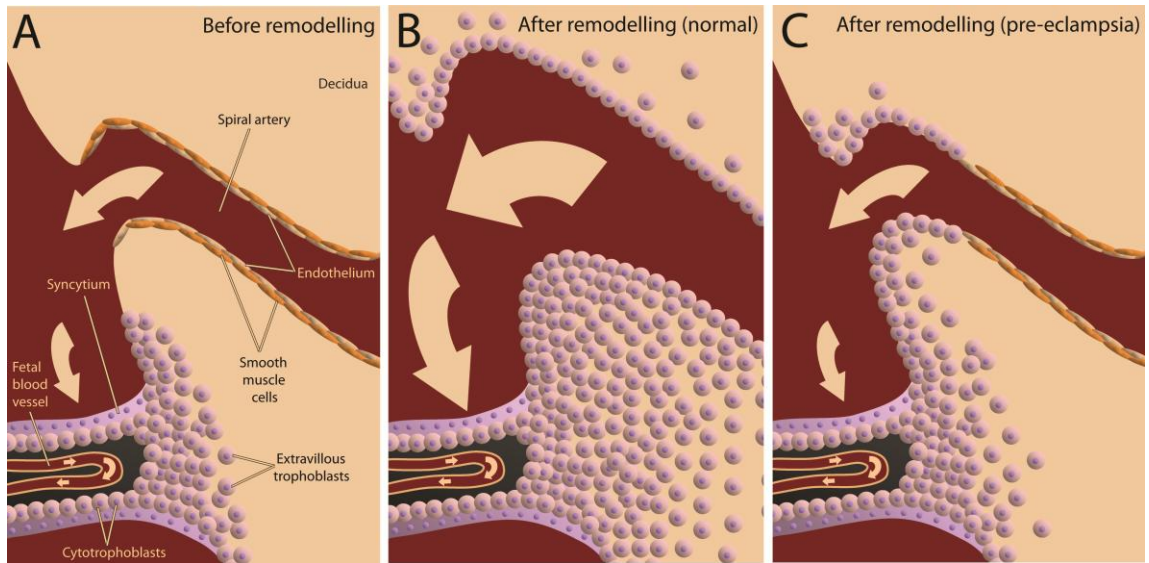 A
Before remodelling
Decidua
Spiral artery
Endothelium
Syncytium
Smooth
muscle
cells
Fetal
blood
vessel
Extravillous
trophoblasts
Cytotrophoblasts
B
After remodelling (normal)
C
After remodelling (pre-eclampsia)